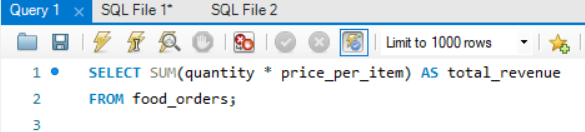 Query 1 SQL File 1* SQL File 2
Limit to 1000 rows
1 SELECT SUM(quantity * price_per_item) AS total_revenue
2 FROM food_orders;
3